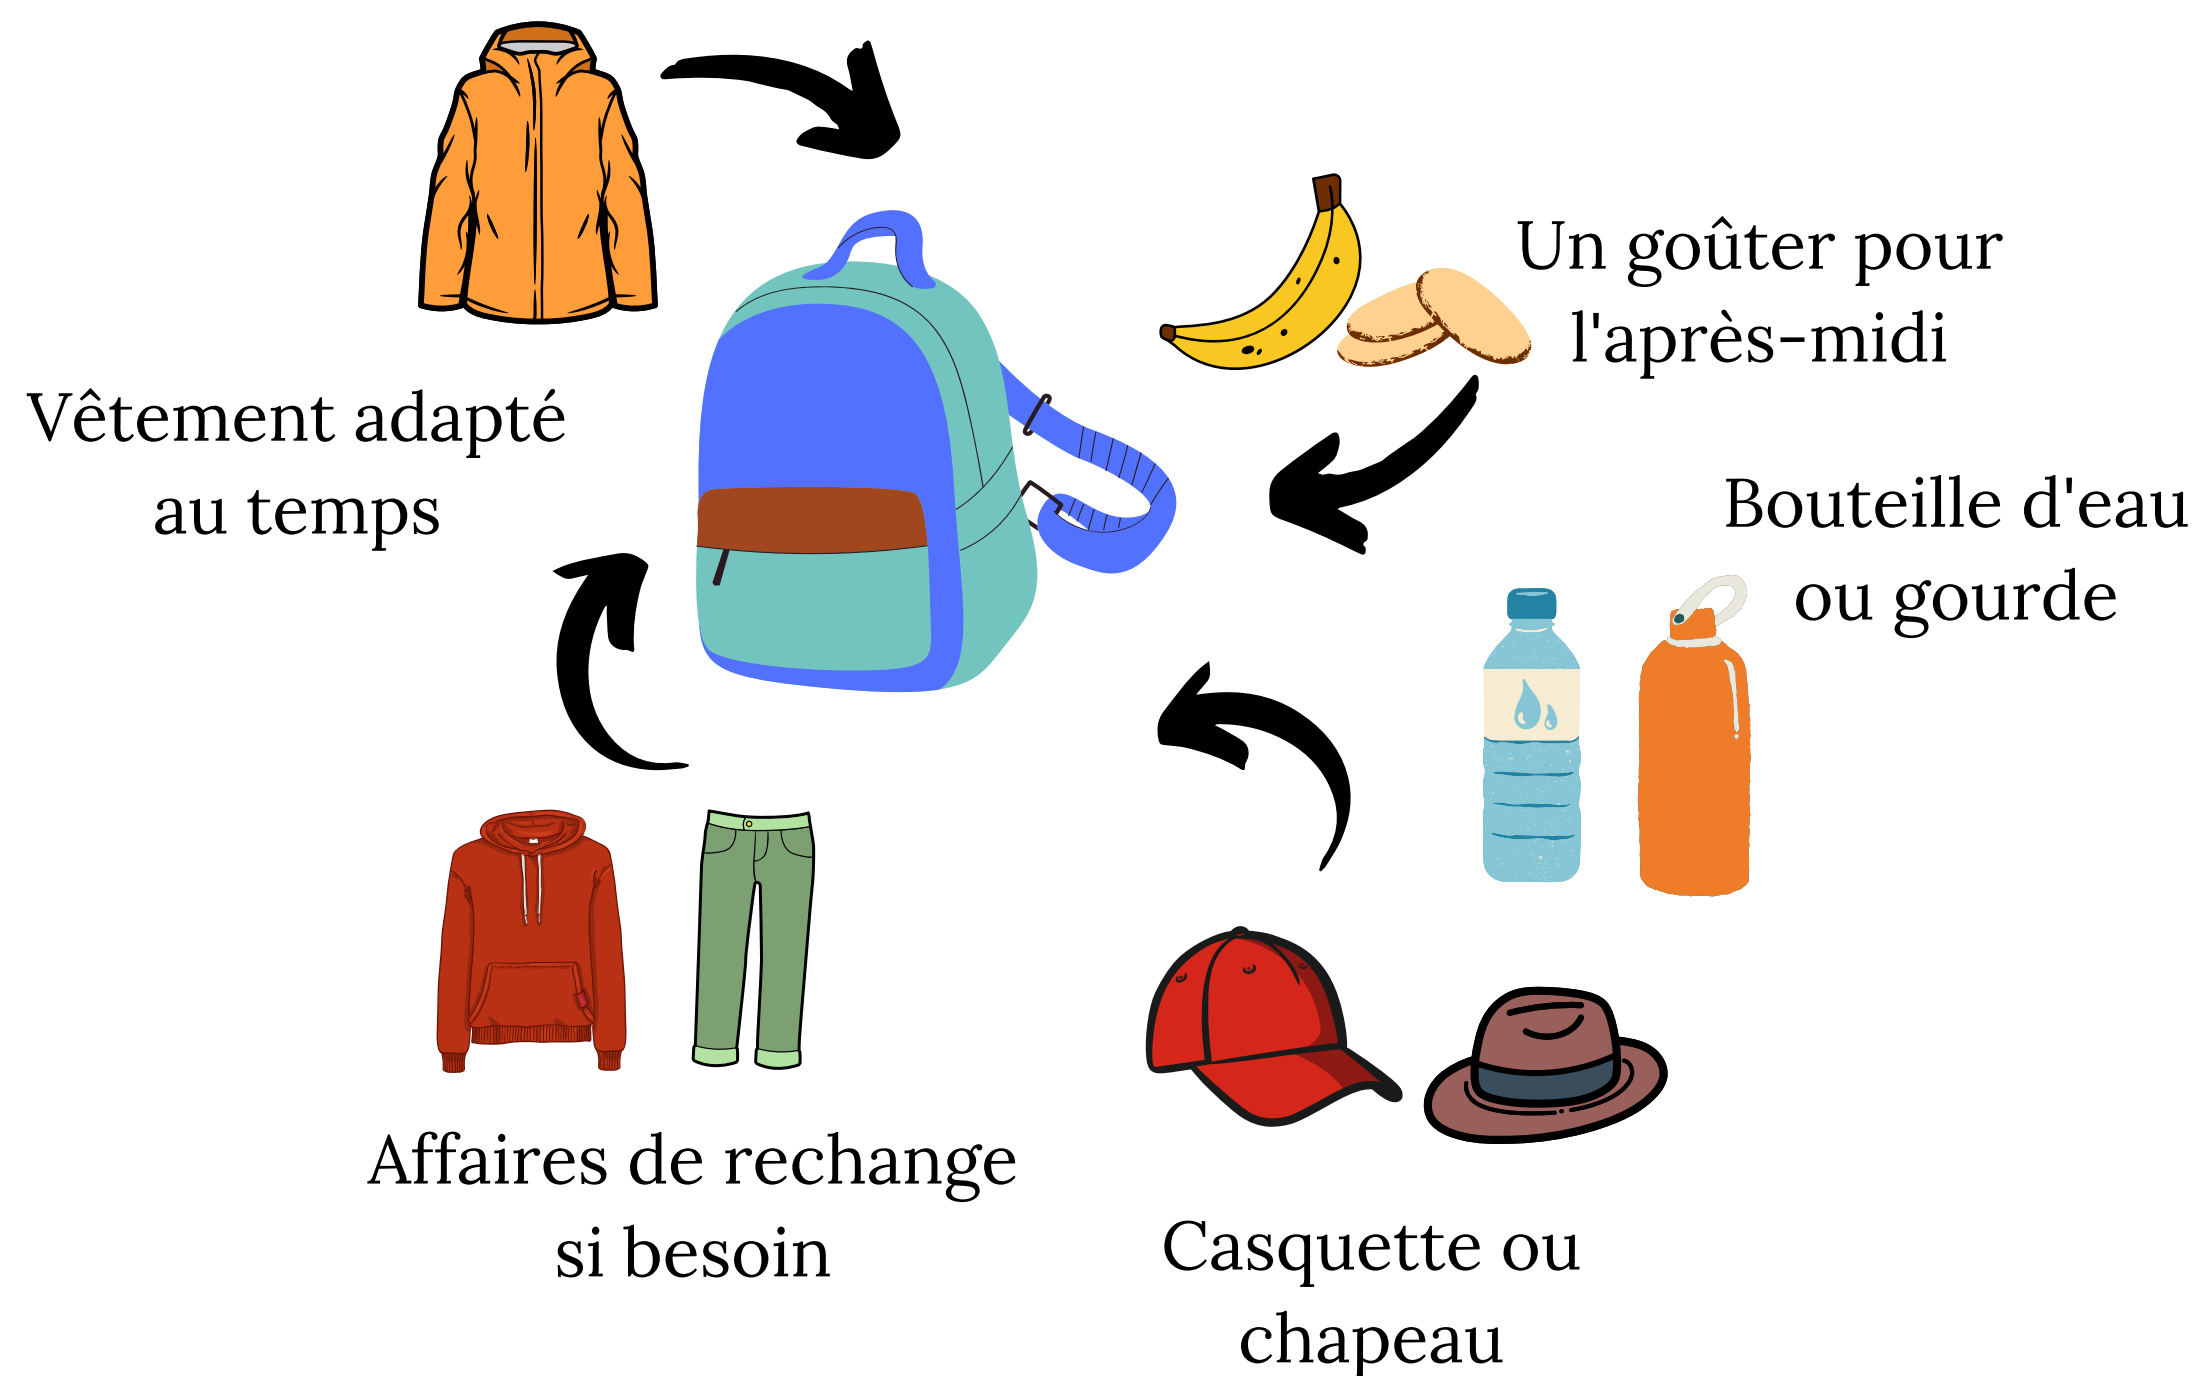 Vêtement adapté
au temps
Un goûter pour
l'après-midi
Bouteille d'eau
ou gourde
Affaires de rechange
si besoin
Casquette ou
chapeau